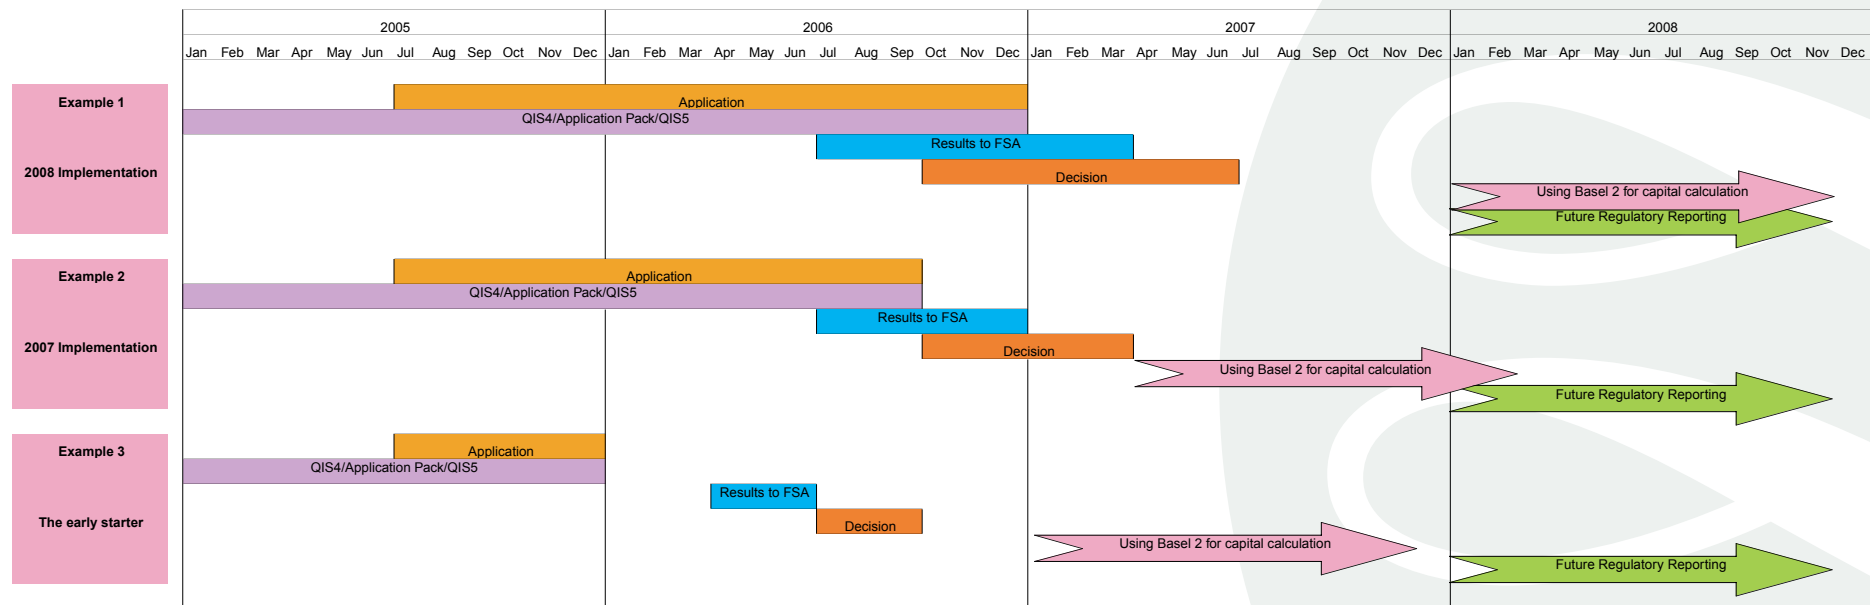 2005 2006 2007 2008
Jan Feb Mar Apr May Jun Jul Aug Sep Oct Nov Dec Jan Feb Mar Apr May Jun Jul Aug Sep Oct Nov Dec Jan Feb Mar Apr May Jun Jul Aug Sep Oct Nov Dec Jan Feb Mar Apr May Jun Jul Aug Sep Oct Nov Dec
Example 1
Application
QIS4/Application Pack/QIS5
Results to FSA
2008 Implementation
Decision
Using Basel 2 for capital calculation
Future Regulatory Reporting
Example 2
Application
QIS4/Application Pack/QIS5
Results to FSA
2007 Implementation
Decision
Using Basel 2 for capital calculation
Future Regulatory Reporting
Example 3
Application
QIS4/Application Pack/QIS5
Results to FSA
The early starter
Decision
Using Basel 2 for capital calculation
Future Regulatory Reporting